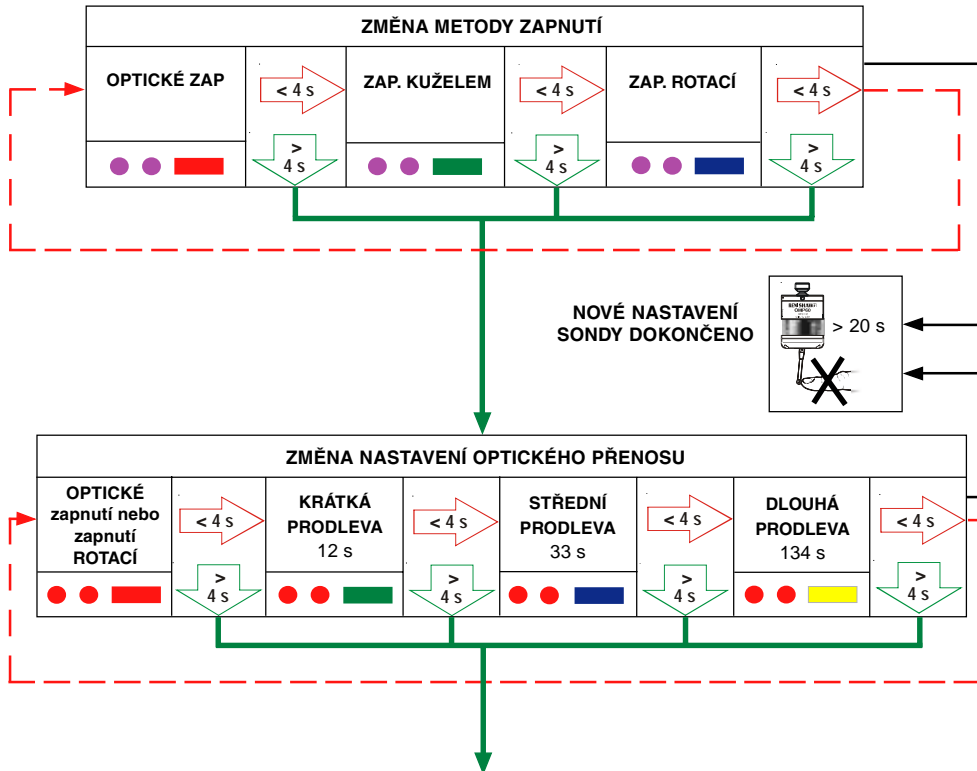 ZMĚNA METODY ZAPNUTÍ
OPTICKÉ ZAP
< 4 s
ZAP. KUŽELEM
< 4 s
ZAP. ROTACÍ
< 4 s
>
4 s
>
4 s
>
4 s
NOVÉ NASTAVENÍ
SONDY DOKONČENO
RENISHAW
OMP60
> 20 s
ZMĚNA NASTAVENÍ OPTICKÉHO PŘENOSU
OPTICKÉ
zapnutí nebo
zapnutí
ROTACÍ
< 4 s
KRÁTKÁ
PRODLEVA
12 s
< 4 s
STŘEDNÍ
PRODLEVA
33 s
< 4 s
DLOUHÁ
PRODLEVA
134 s
< 4 s
>
4 s
>
4 s
>
4 s
>
4 s